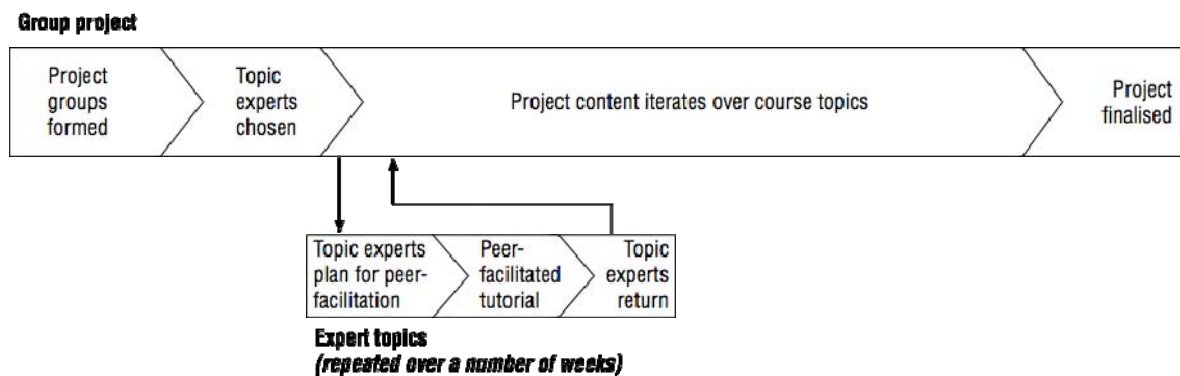 Group project
Project
groups
formed
Topic
experts
chosen
Project content iterates over course topics
Project
finalised
Topic experts
plan for peer-
facilitation
Peer-
facilitated
tutorial
Topic
experts
return
Expert topics
(repeated over a number of weeks)